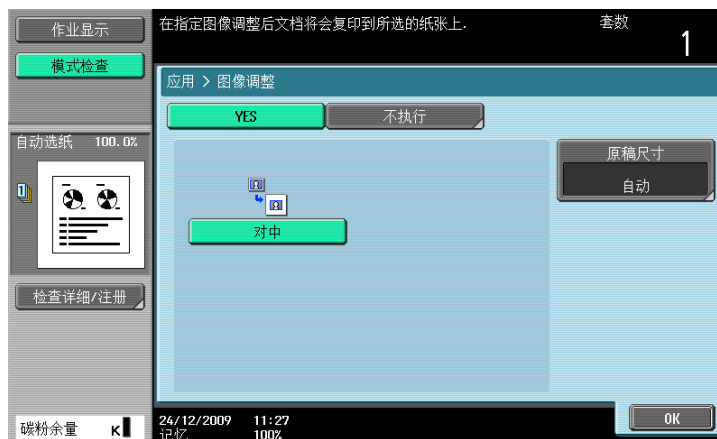 作业显示
在指定图像调整后文档将会复印到所选的纸张上.
套数
1
模式检查
应用 > 图像调整
YES
不执行
自动选纸 100.0%
原稿尺寸
自动
1
对中
检查详细/注册
碳粉余量 K
24/12/2009 11:27
记忆 100%
OK